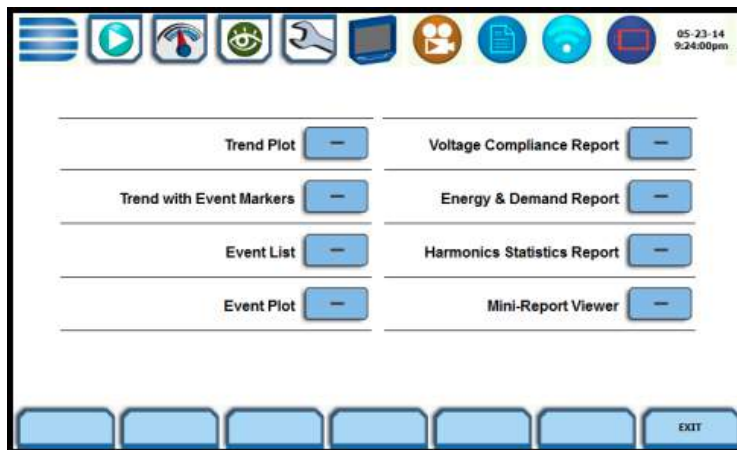 05-23-14
9:24:00pm
Trend Plot
Voltage Compliance Report
Trend with Event Markers
Energy & Demand Report
Event List
Harmonics Statistics Report
Event Plot
Mini-Report Viewer
EXIT